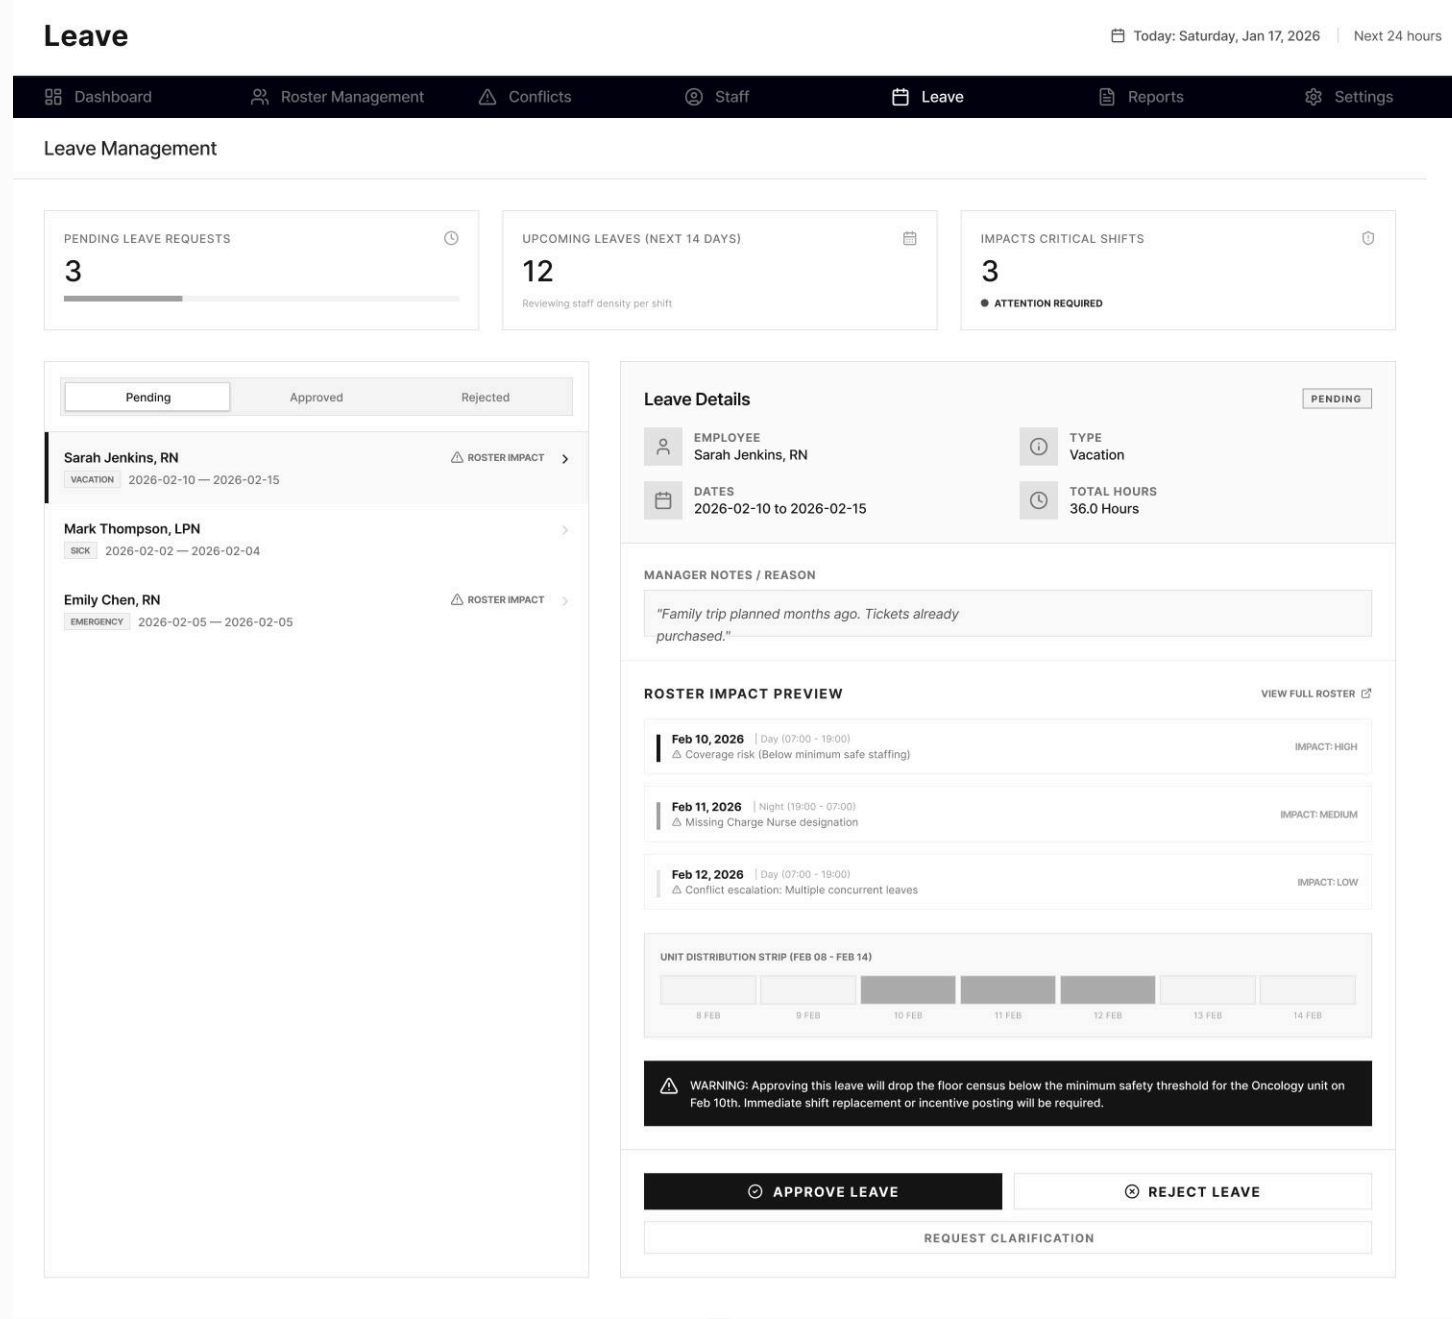 Leave
Today: Saturday, Jan 17, 2026
Next 24 hours
Dashboard
Roster Management
Conflicts
Staff
Leave
Reports
Settings
Leave Management
PENDING LEAVE REQUESTS
3
UPCOMING LEAVES (NEXT 14 DAYS)
12
Reviewing staff density per shift
IMPACTS CRITICAL SHIFTS
3
ATTENTION REQUIRED
Pending
Approved
Rejected
Sarah Jenkins, RN
ROSTER IMPACT
VACATION 2026-02-10 — 2026-02-15
Mark Thompson, LPN
SICK 2026-02-02 — 2026-02-04
Emily Chen, RN
ROSTER IMPACT
EMERGENCY 2026-02-05 — 2026-02-05
Leave Details
PENDING
EMPLOYEE
Sarah Jenkins, RN
TYPE
Vacation
DATES
2026-02-10 to 2026-02-15
TOTAL HOURS
36.0 Hours
MANAGER NOTES / REASON
"Family trip planned months ago. Tickets already
purchased."
ROSTER IMPACT PREVIEW
VIEW FULL ROSTER
Feb 10, 2026 | Day (07:00 - 19:00)
Coverage risk (Below minimum safe staffing)
IMPACT: HIGH
Feb 11, 2026 | Night (19:00 - 07:00)
Missing Charge Nurse designation
IMPACT: MEDIUM
Feb 12, 2026 | Day (07:00 - 19:00)
Conflict escalation: Multiple concurrent leaves
IMPACT: LOW
UNIT DISTRIBUTION STRIP (FEB 08 - FEB 14)
8 FEB
9 FEB
10 FEB
11 FEB
12 FEB
13 FEB
14 FEB
WARNING: Approving this leave will drop the floor census below the minimum safety threshold for the Oncology unit on
Feb 10th. Immediate shift replacement or incentive posting will be required.
APPROVE LEAVE
REJECT LEAVE
REQUEST CLARIFICATION